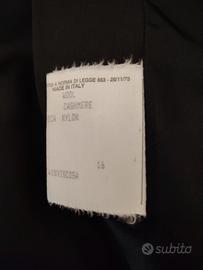 A NORMA DI LEGGE 883 - 26/11/73
MADE IN ITALY
WOOL
CASHMERE
NYLON
16
subito